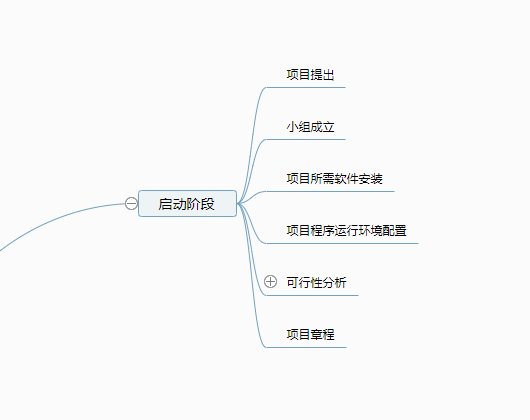 项目提出
小组成立
项目所需软件安装
启动阶段
项目程序运行环境配置
可行性分析
项目章程